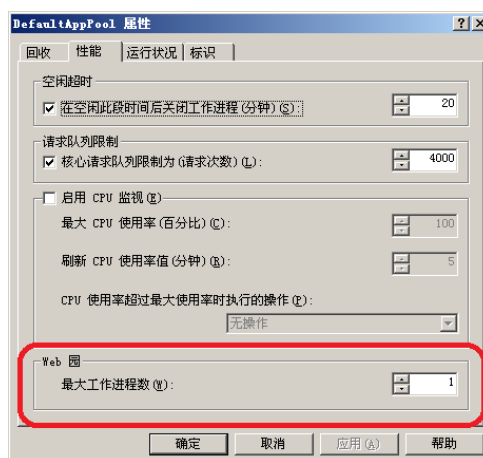 DefaultAppPool 属性
回收 性能 运行状况 标识
空闲超时
在空闲此段时间后关闭工作进程(分钟)(S): 20
请求队列限制
核心请求队列限制为(请求次数)(L): 4000
启用 CPU 监视(E)
最大 CPU 使用率(百分比)(C): 100
刷新 CPU 使用率值(分钟)(R): 5
CPU 使用率超过最大使用率时执行的操作(P):
无操作
Web 园
最大工作进程数(W): 1
确定 取消 应用(A) 帮助